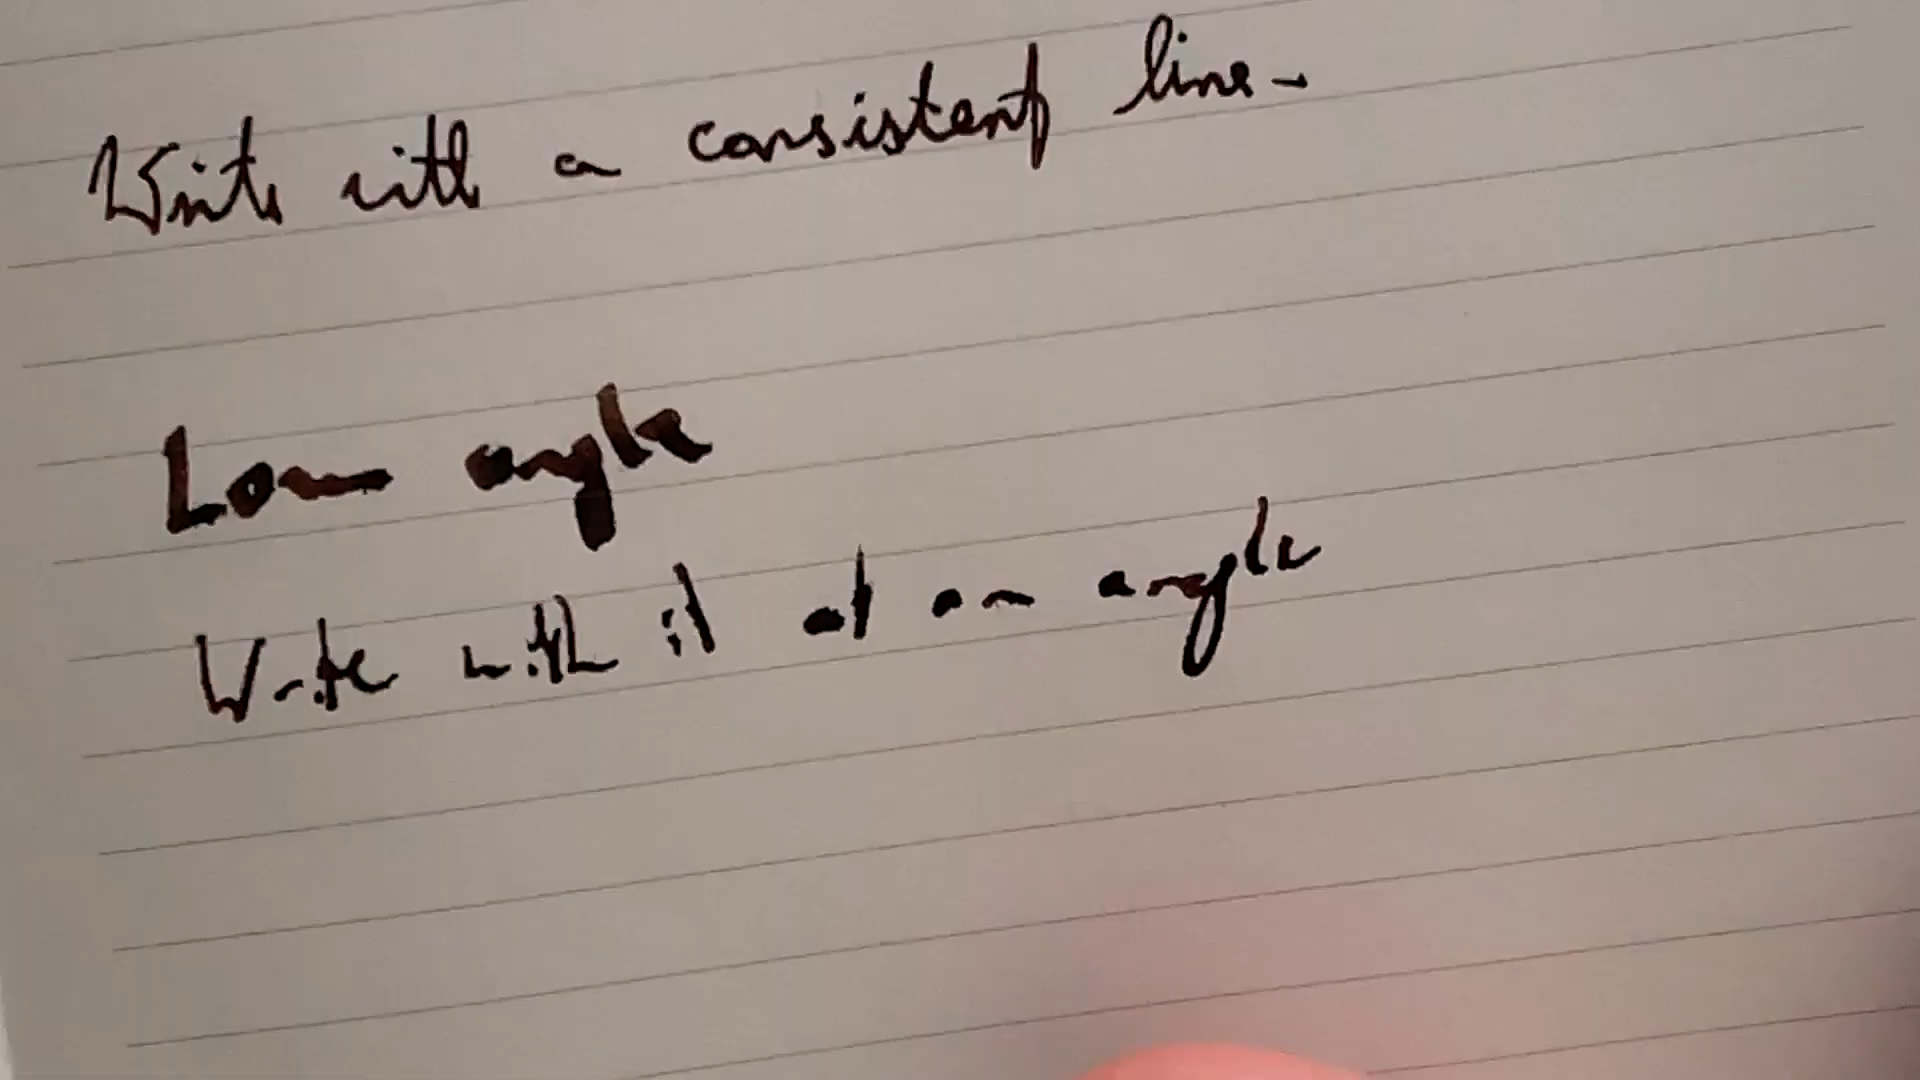 Write with a consistent line.
Low angle
Write with it at an angle